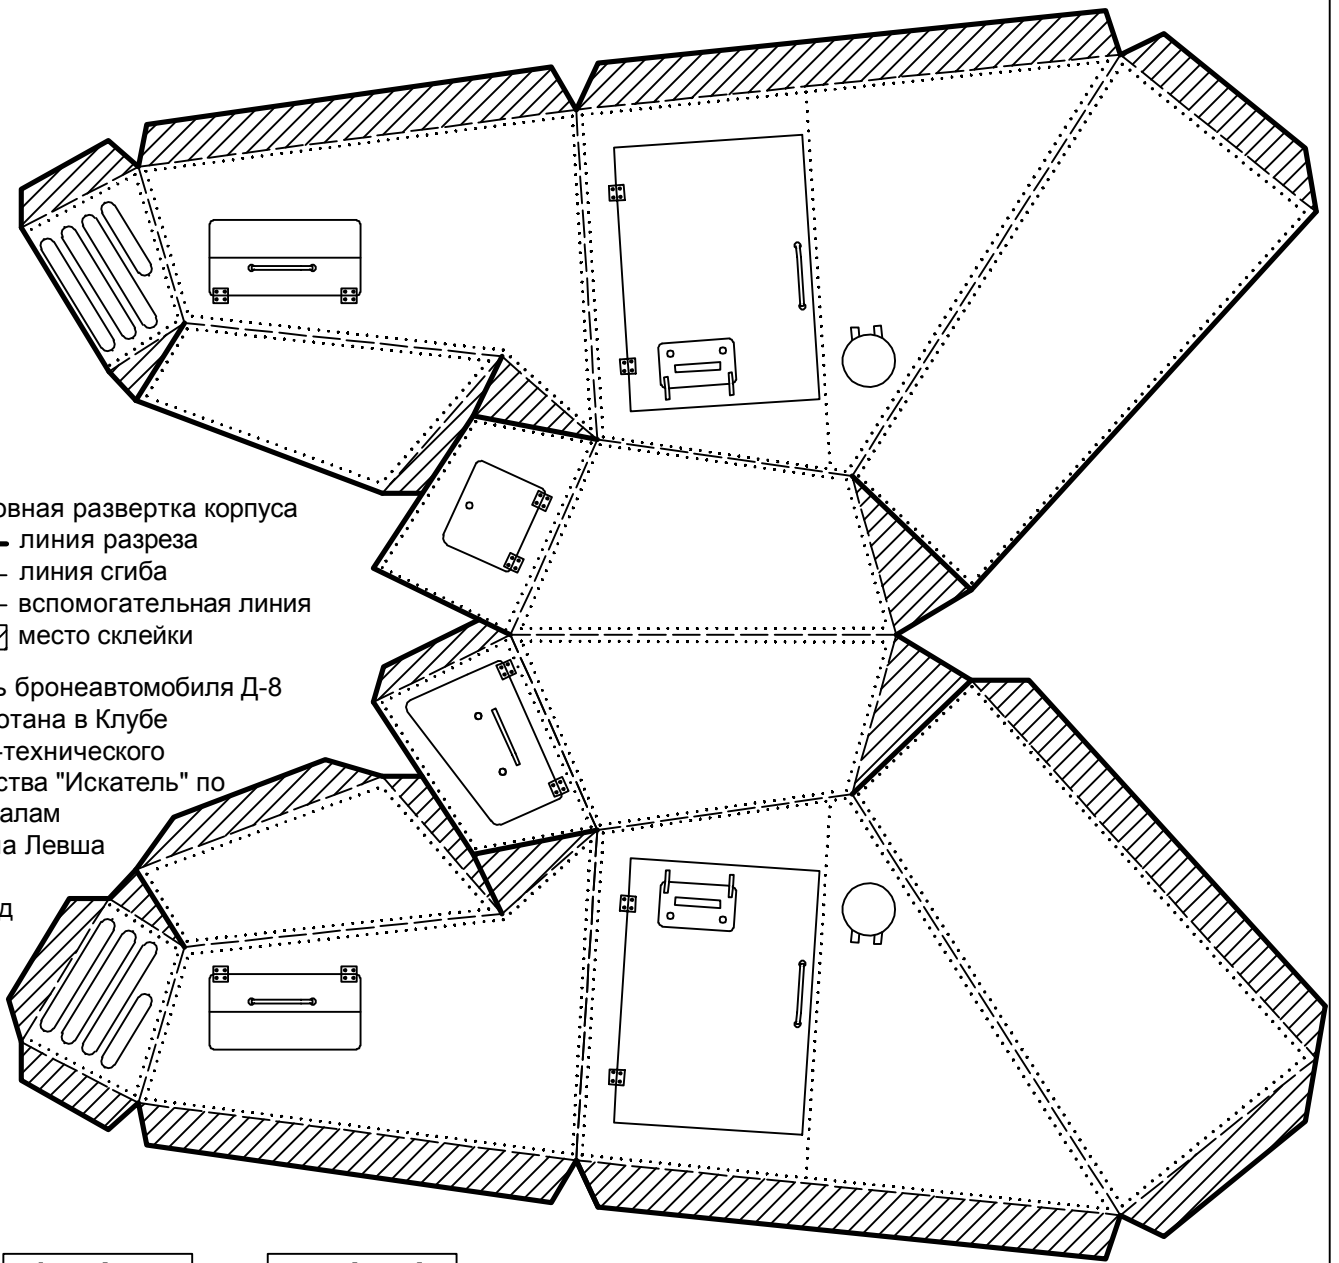 овная развертка корпуса
линия разреза
линия сгиба
вспомогательная линия
место склейки
ь бронеавтомобиля Д-8
отана в Клубе
-технического
ства "Искатель" по
алам
а Левша
д